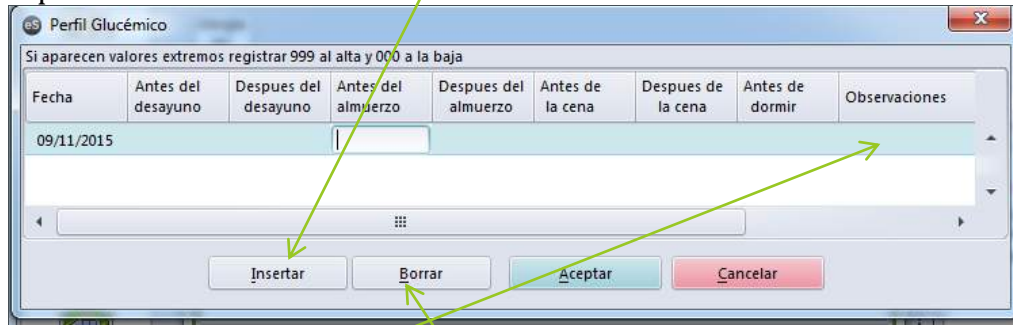 eS Perfil Glucémico
Si aparecen valores extremos registrar 999 al alta y 000 a la baja
Fecha
Antes del
desayuno
Despues del
desayuno
Antes del
almuerzo
Despues del
almuerzo
Antes de
la cena
Despues de
la cena
Antes de
dormir
Observaciones
09/11/2015
Insertar Borrar Aceptar Cancelar